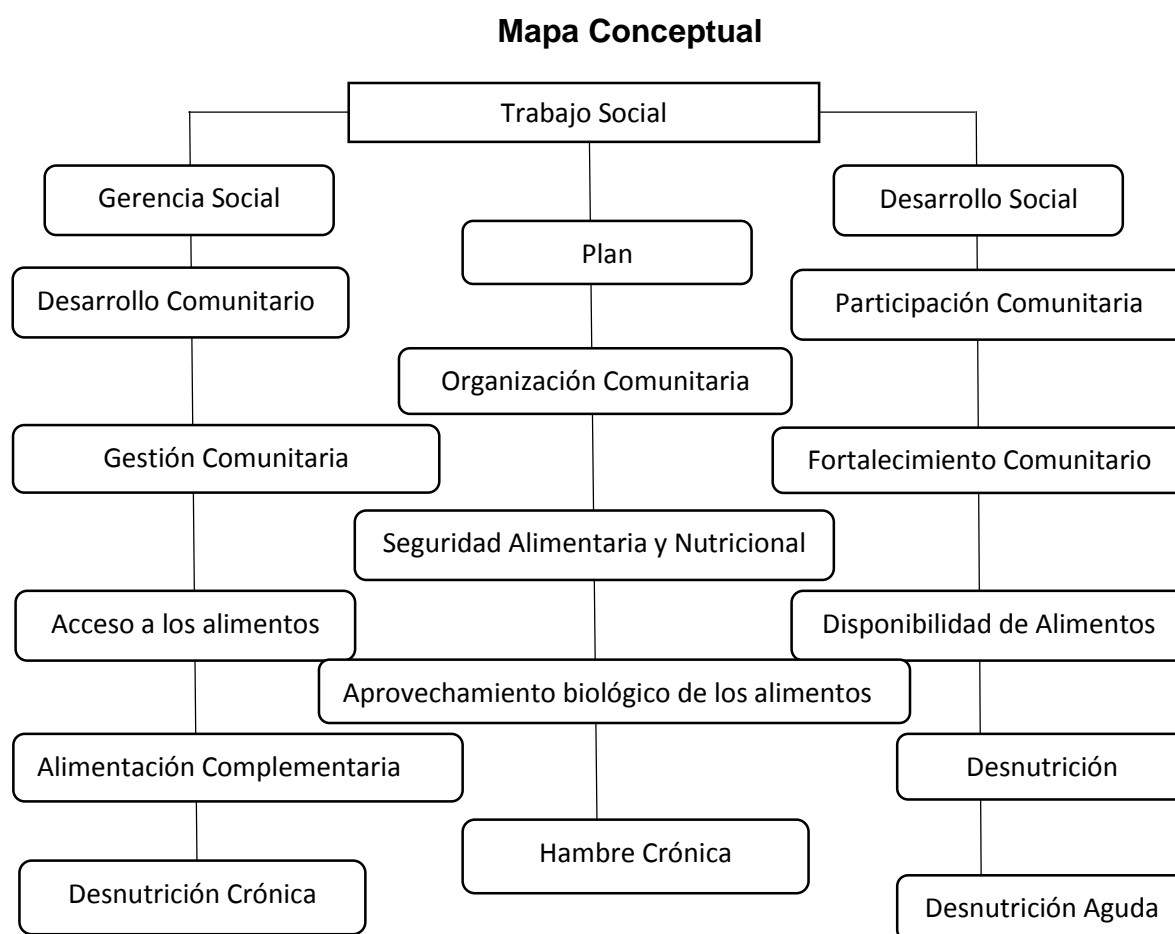 Mapa Conceptual
Trabajo Social
Gerencia Social
Desarrollo Social
Plan
Desarrollo Comunitario
Participación Comunitaria
Organización Comunitaria
Gestión Comunitaria
Fortalecimiento Comunitario
Seguridad Alimentaria y Nutricional
Acceso a los alimentos
Disponibilidad de Alimentos
Aprovechamiento biológico de los alimentos
Alimentación Complementaria
Desnutrición
Hambre Crónica
Desnutrición Crónica
Desnutrición Aguda